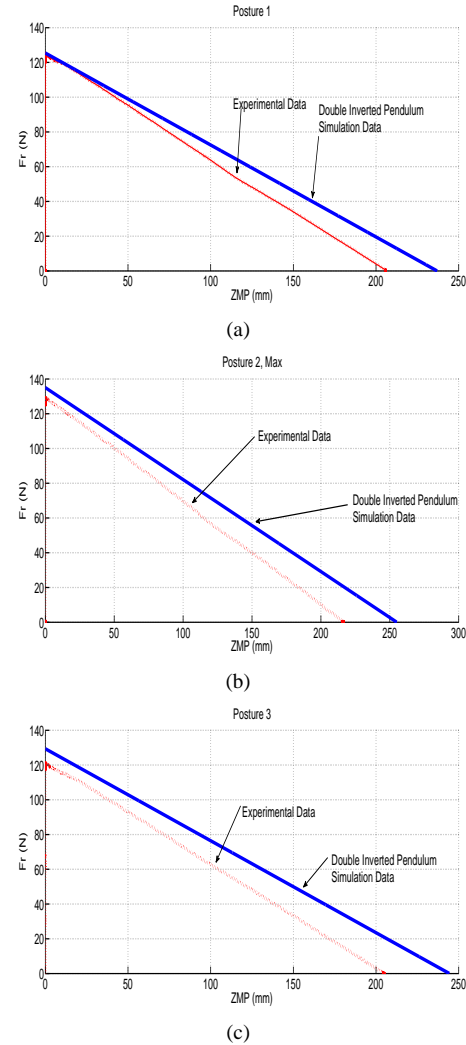 Posture 1
140
120
100
80
60
40
20
0
Fr (N)
Experimental Data
Double Inverted Pendulum
Simulation Data
0 50 100 150 200 250
ZMP (mm)
(a)
Posture 2, Max
140
120
100
80
60
40
20
0
Fr (N)
Experimental Data
Double Inverted Pendulum
Simulation Data
0 50 100 150 200 250 300
ZMP (mm)
(b)
Posture 3
140
120
100
80
60
40
20
0
Fr (N)
Experimental Data
Double Inverted Pendulum
Simulation Data
0 50 100 150 200 250
ZMP (mm)
(c)